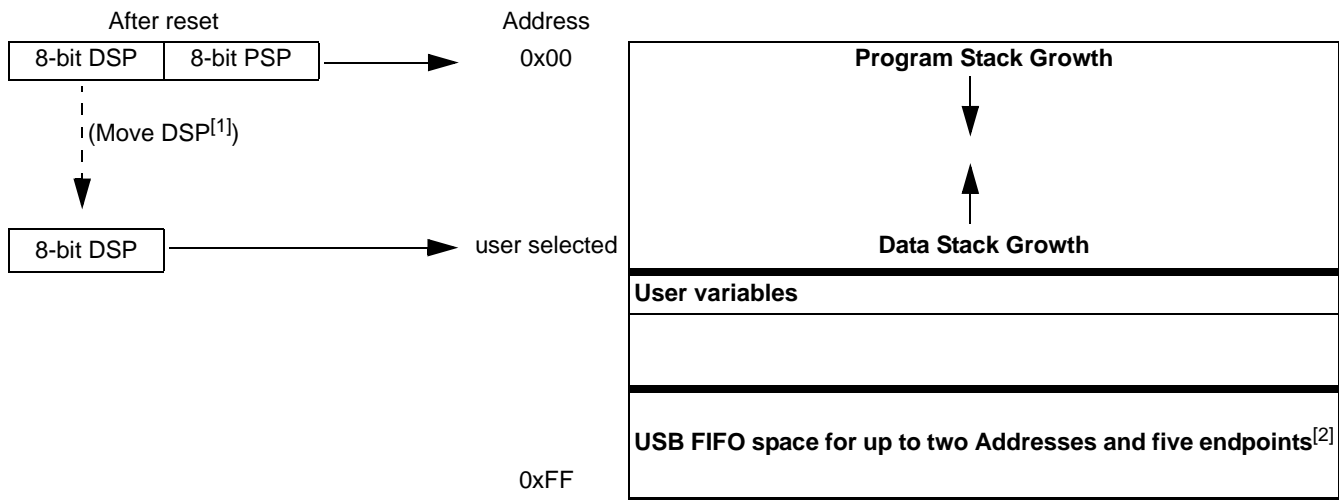 After reset
Address
8-bit DSP 8-bit PSP 0x00 Program Stack Growth
(Move DSP[1])
8-bit DSP user selected Data Stack Growth
User variables
USB FIFO space for up to two Addresses and five endpoints[2]
0xFF